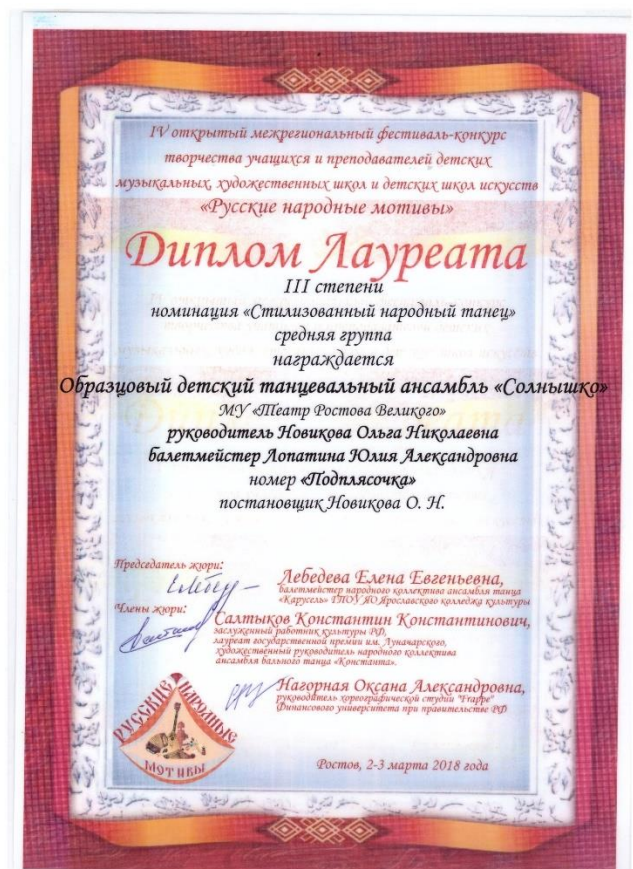 IV открытый межрегиональный фестиваль-конкурс
творчества учащихся и преподавателей детских
музыкальных, художественных школ и детских школ искусств
«Русские народные мотивы»
Диплом Лауреата
III степени
номинация «Стилизованный народный танец»
средняя группа
награждается
Образцовый детский танцевальный ансамбль «Солнышко»
МУ «Театр Ростова Великого»
руководитель Новикова Ольга Николаевна
балетмейстер Лопатина Юлия Александровна
номер «Подплясочка»
постановщик Новикова О. Н.
Председатель жюри:
Лебедева Елена Евгеньевна,
балетмейстер народного коллектива ансамбля танца
«Карусель» ГПОУ ЯО Ярославского колледжа культуры
Члены жюри:
Салтыков Константин Константинович,
заслуженный работник культуры РФ,
лауреат государственной премии им. Луначарского,
художественный руководитель народного коллектива
ансамбля бального танца «Константа».
Нагорная Оксана Александровна,
руководитель хореографической студии "Frappe"
Финансового университета при правительстве РФ
РУССКИЕ НАРОДНЫЕ
МОТИВЫ
Ростов, 2-3 марта 2018 года